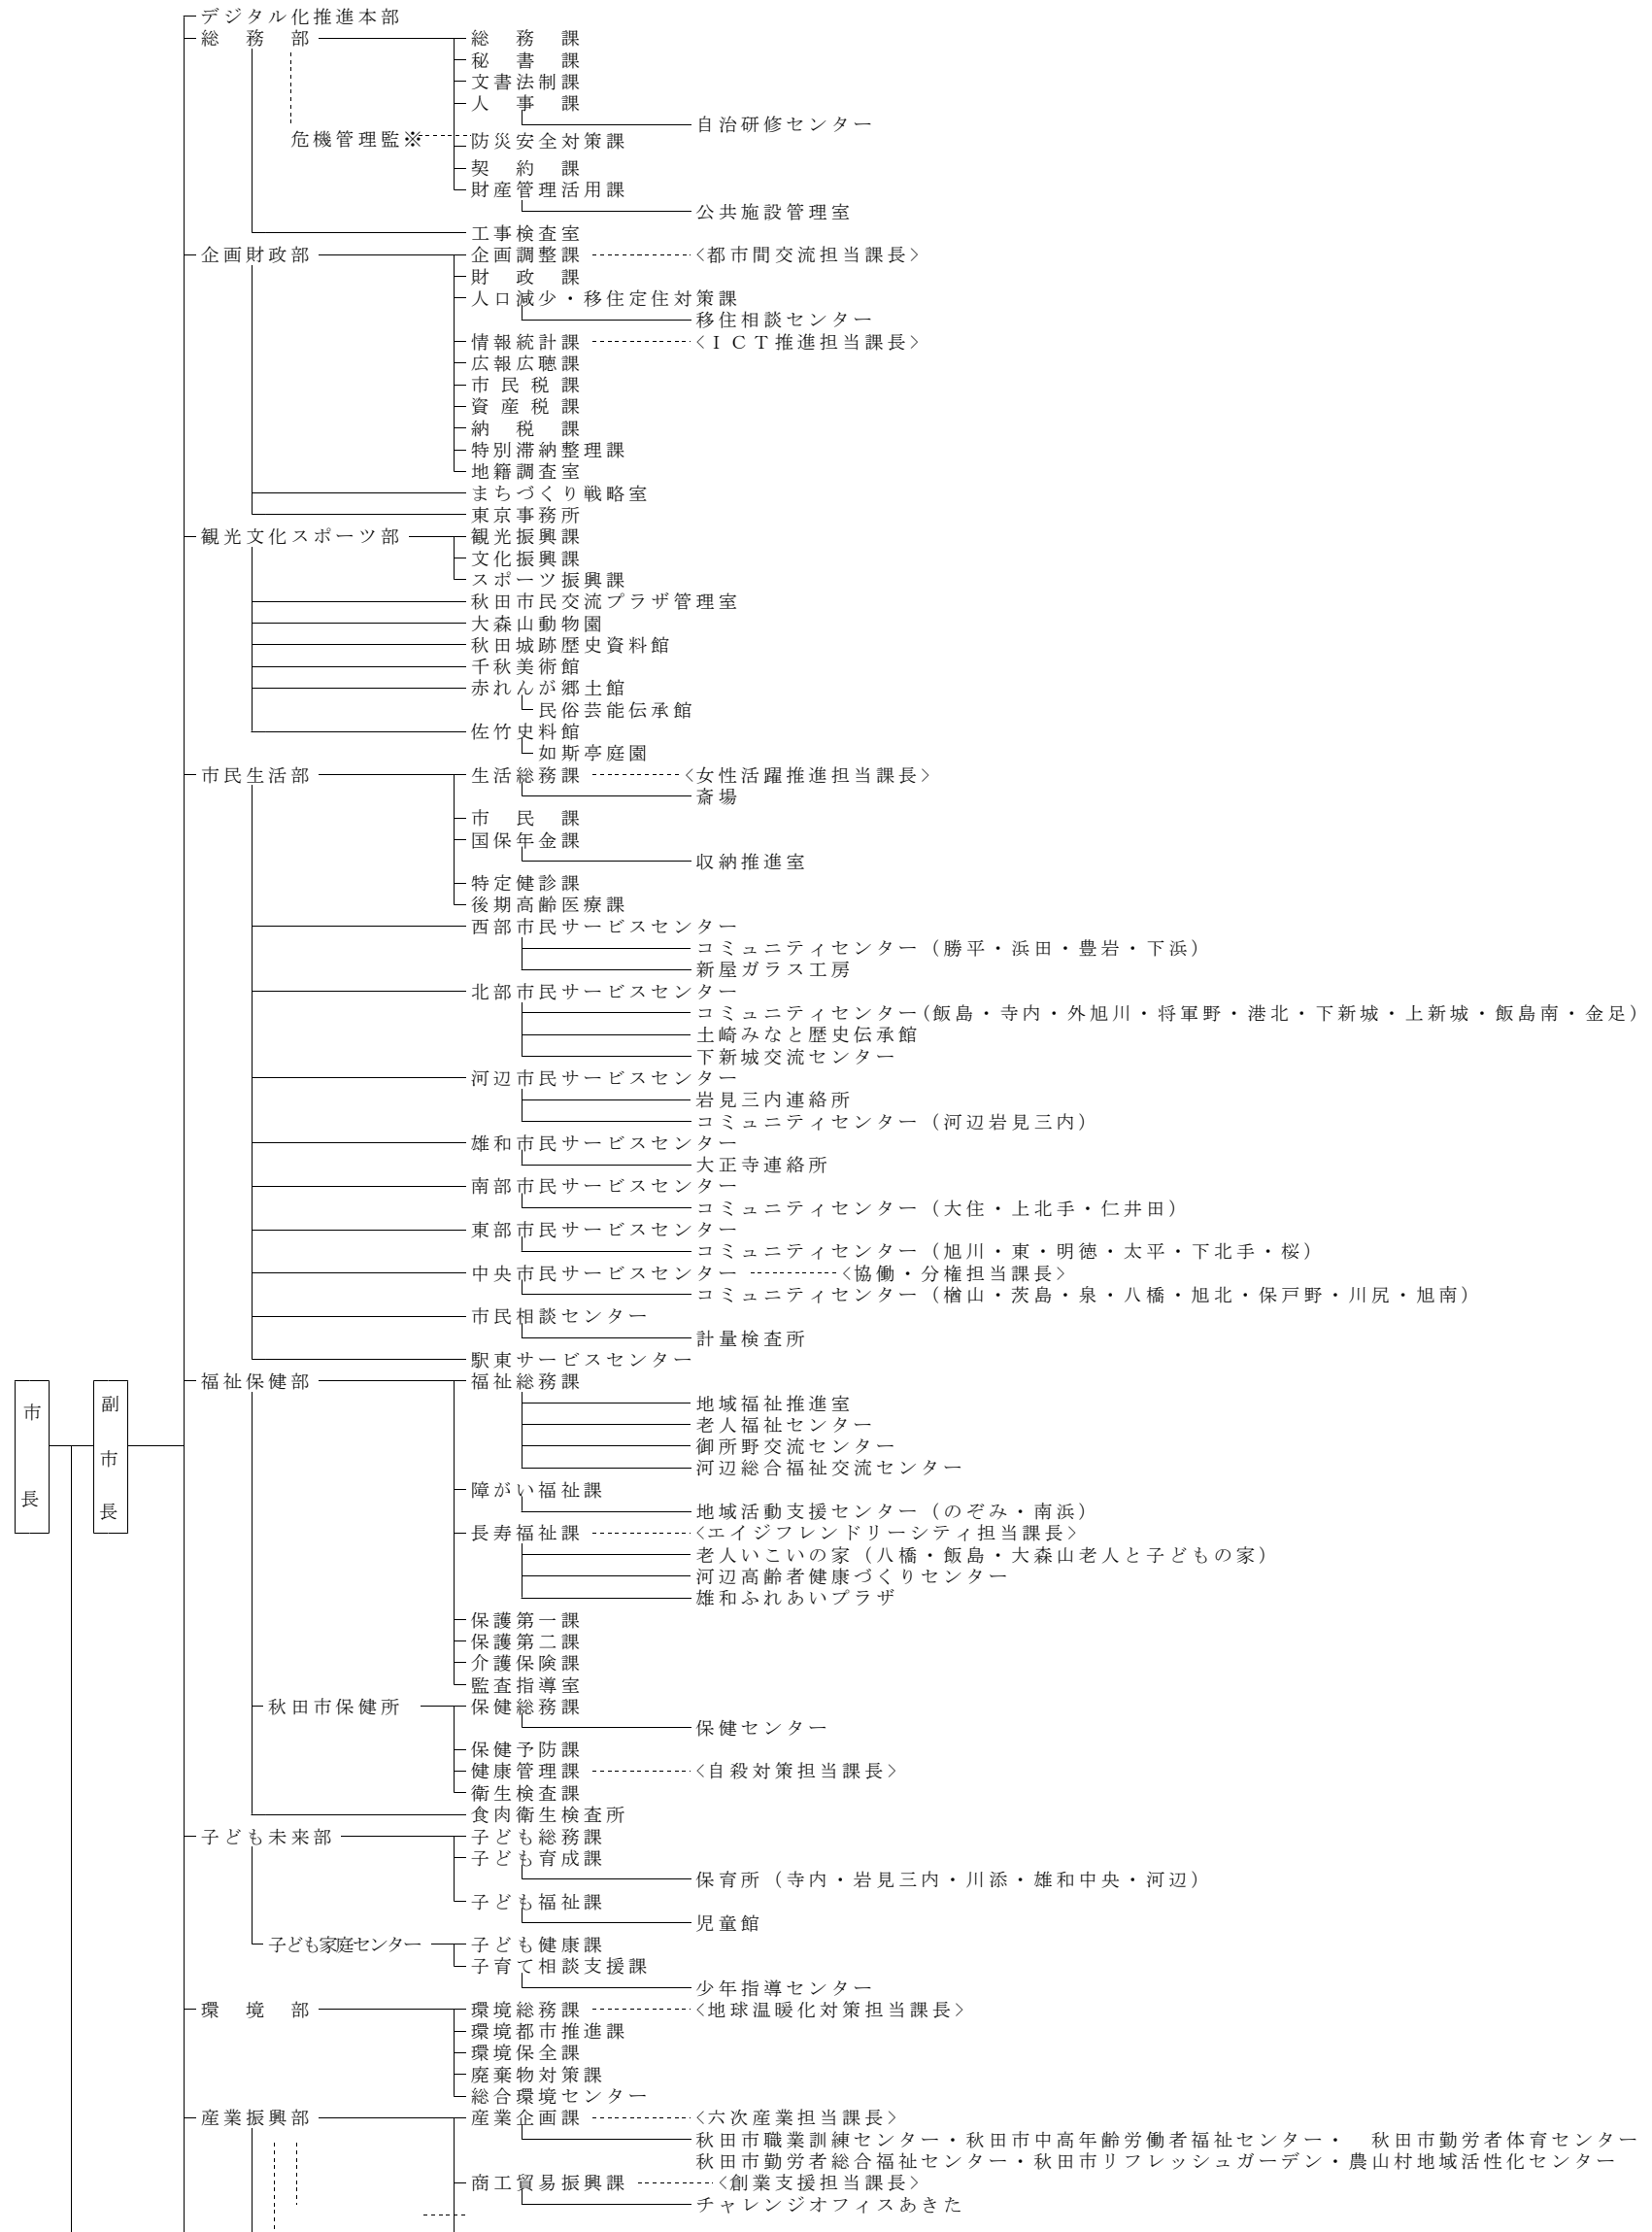 デジタル化推進本部
総　務　部　総　務　課
秘　書　課
文書法制課
人　事　課
自治研修センター
危機管理監※　防災安全対策課
契　約　課
財産管理活用課
公共施設管理室
工事検査室
企画財政部　企画調整課　<都市間交流担当課長>
財　政　課
人口減少・移住定住対策課
移住相談センター
情報統計課　<ＩＣＴ推進担当課長>
広報広聴課
市 民 税 課
資 産 税 課
納　税　課
特別滞納整理課
地籍調査室
まちづくり戦略室
東京事務所
観光文化スポーツ部　観光振興課
文化振興課
スポーツ振興課
秋田市民交流プラザ管理室
大森山動物園
秋田城跡歴史資料館
千秋美術館
赤れんが郷土館
民俗芸能伝承館
佐竹史料館
如斯亭庭園
市民生活部　生活総務課　<女性活躍推進担当課長>
斎場
市　民　課
国保年金課
収納推進室
特定健診課
後期高齢医療課
西部市民サービスセンター
コミュニティセンター（勝平・浜田・豊岩・下浜）
新屋ガラス工房
北部市民サービスセンター
コミュニティセンター(飯島・寺内・外旭川・将軍野・港北・下新城・上新城・飯島南・金足)
土崎みなと歴史伝承館
下新城交流センター
河辺市民サービスセンター
岩見三内連絡所
コミュニティセンター（河辺岩見三内）
雄和市民サービスセンター
大正寺連絡所
南部市民サービスセンター
コミュニティセンター（大住・上北手・仁井田）
東部市民サービスセンター
コミュニティセンター（旭川・東・明徳・太平・下北手・桜）
中央市民サービスセンター　<協働・分権担当課長>
コミュニティセンター（楢山・茨島・泉・八橋・旭北・保戸野・川尻・旭南）
市民相談センター
計量検査所
駅東サービスセンター
市長
副市長
福祉保健部　福祉総務課
地域福祉推進室
老人福祉センター
御所野交流センター
河辺総合福祉交流センター
障がい福祉課
地域活動支援センター（のぞみ・南浜）
長寿福祉課　<エイジフレンドリーシティ担当課長>
老人いこいの家（八橋・飯島・大森山老人と子どもの家）
河辺高齢者健康づくりセンター
雄和ふれあいプラザ
保護第一課
保護第二課
介護保険課
監査指導室
秋田市保健所　保健総務課
保健センター
保健予防課
健康管理課　<自殺対策担当課長>
衛生検査課
食肉衛生検査所
子ども未来部　子ども総務課
子ども育成課
保育所（寺内・岩見三内・川添・雄和中央・河辺）
子ども福祉課
児童館
子ども家庭センター　子ども健康課
子育て相談支援課
少年指導センター
環　境　部　環境総務課　<地球温暖化対策担当課長>
環境都市推進課
環境保全課
廃棄物対策課
総合環境センター
産業振興部　産業企画課　<六次産業担当課長>
秋田市職業訓練センター・秋田市中高年齢労働者福祉センター・　秋田市勤労者体育センター
秋田市勤労者総合福祉センター・秋田市リフレッシュガーデン・農山村地域活性化センター
商工貿易振興課　<創業支援担当課長>
チャレンジオフィスあきた